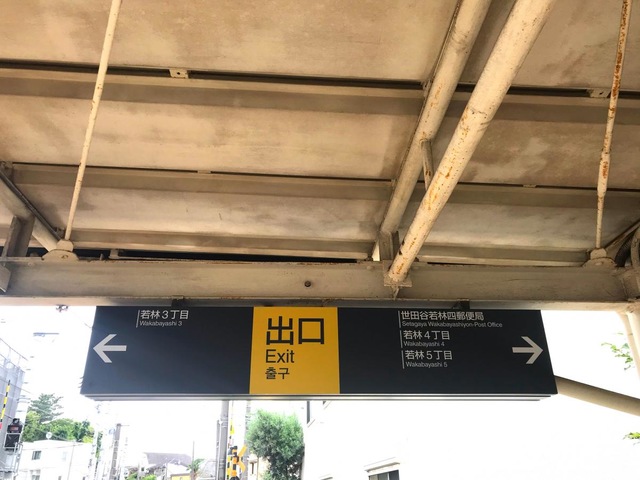 若林3丁目
Wakabayashi 3
出口
Exit
출구
世田谷若林四郵便局
Setagaya Wakabayashiyon-Post Office
若林4丁目
Wakabayashi 4
若林5丁目
Wakabayashi 5